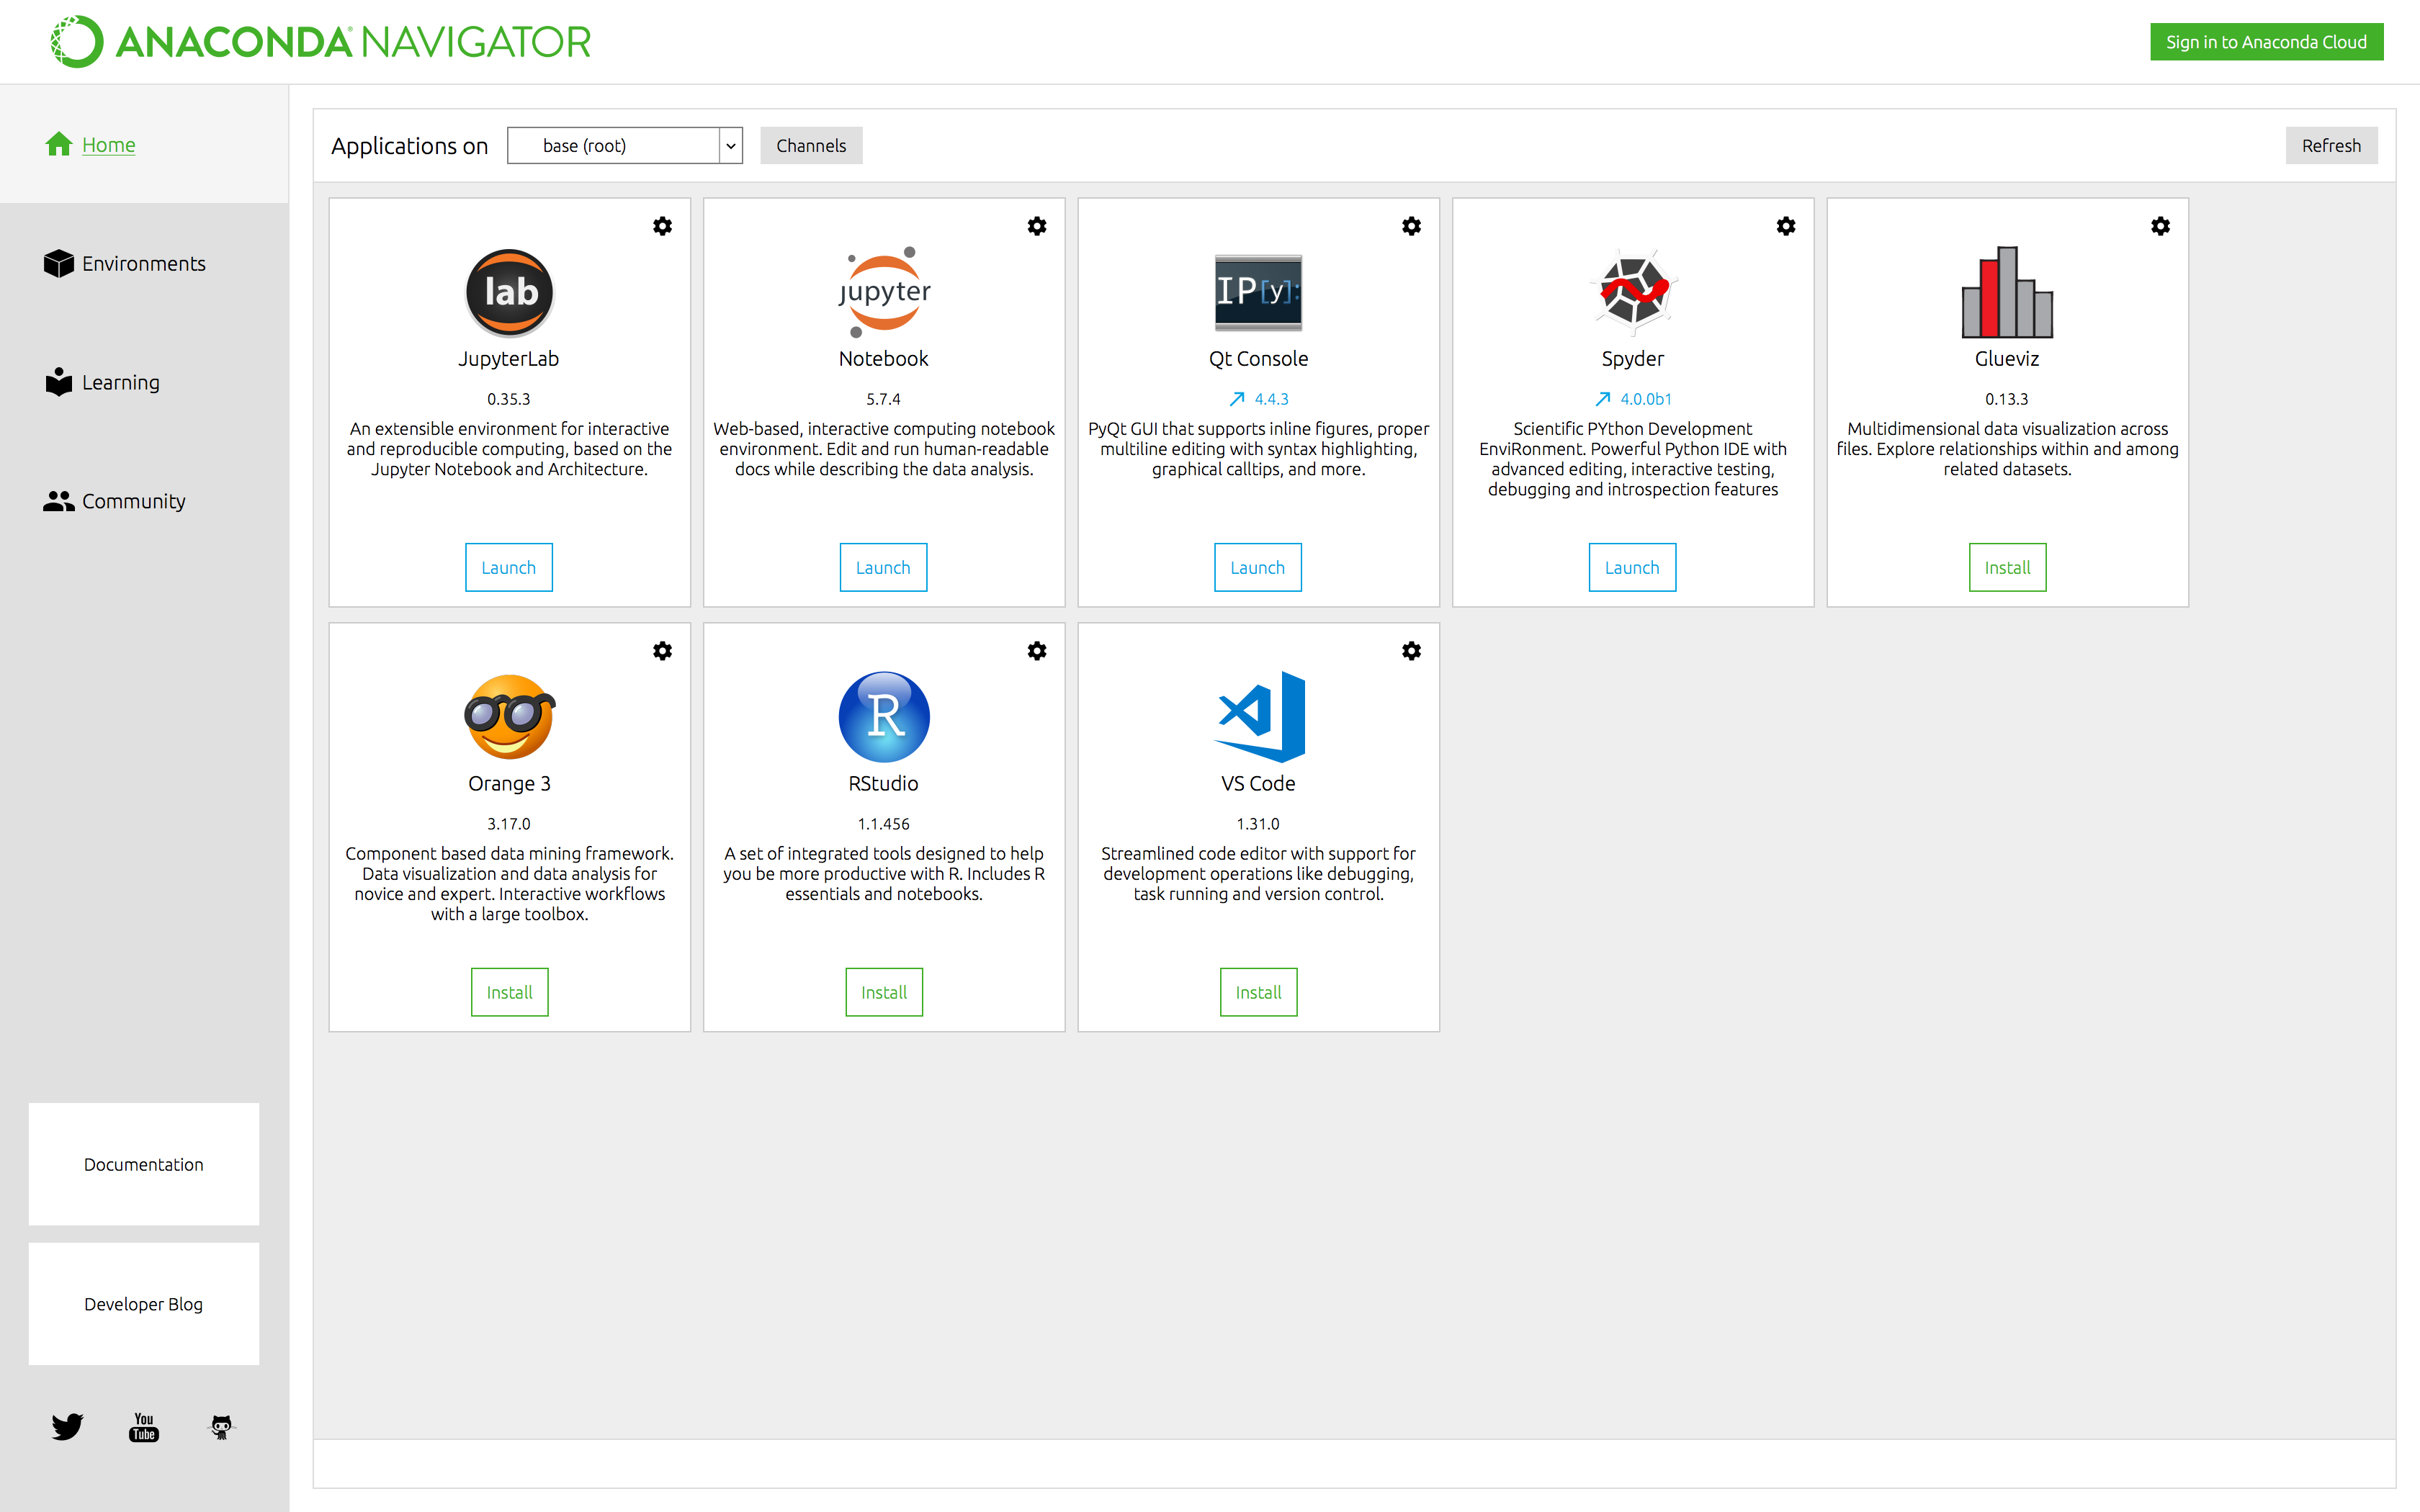 ANACONDA NAVIGATOR
Sign in to Anaconda Cloud
Home
Environments
Learning
Community
Documentation
Developer Blog
You
Tube
Applications on
base (root)
Channels
Refresh
lab
JupyterLab
0.35.3
An extensible environment for interactive
and reproducible computing, based on the
Jupyter Notebook and Architecture.
Launch
jupyter
Notebook
5.7.4
Web-based, interactive computing notebook
environment. Edit and run human-readable
docs while describing the data analysis.
Launch
IP[y]:
Qt Console
4.4.3
PyQt GUI that supports inline figures, proper
multiline editing with syntax highlighting,
graphical calltips, and more.
Launch
Spyder
4.0.0b1
Scientific PYthon Development
EnviRonment. Powerful Python IDE with
advanced editing, interactive testing,
debugging and introspection features
Launch
Glueviz
0.13.3
Multidimensional data visualization across
files. Explore relationships within and among
related datasets.
Install
Orange 3
3.17.0
Component based data mining framework.
Data visualization and data analysis for
novice and expert. Interactive workflows
with a large toolbox.
Install
R
RStudio
1.1.456
A set of integrated tools designed to help
you be more productive with R. Includes R
essentials and notebooks.
Install
VS Code
1.31.0
Streamlined code editor with support for
development operations like debugging,
task running and version control.
Install